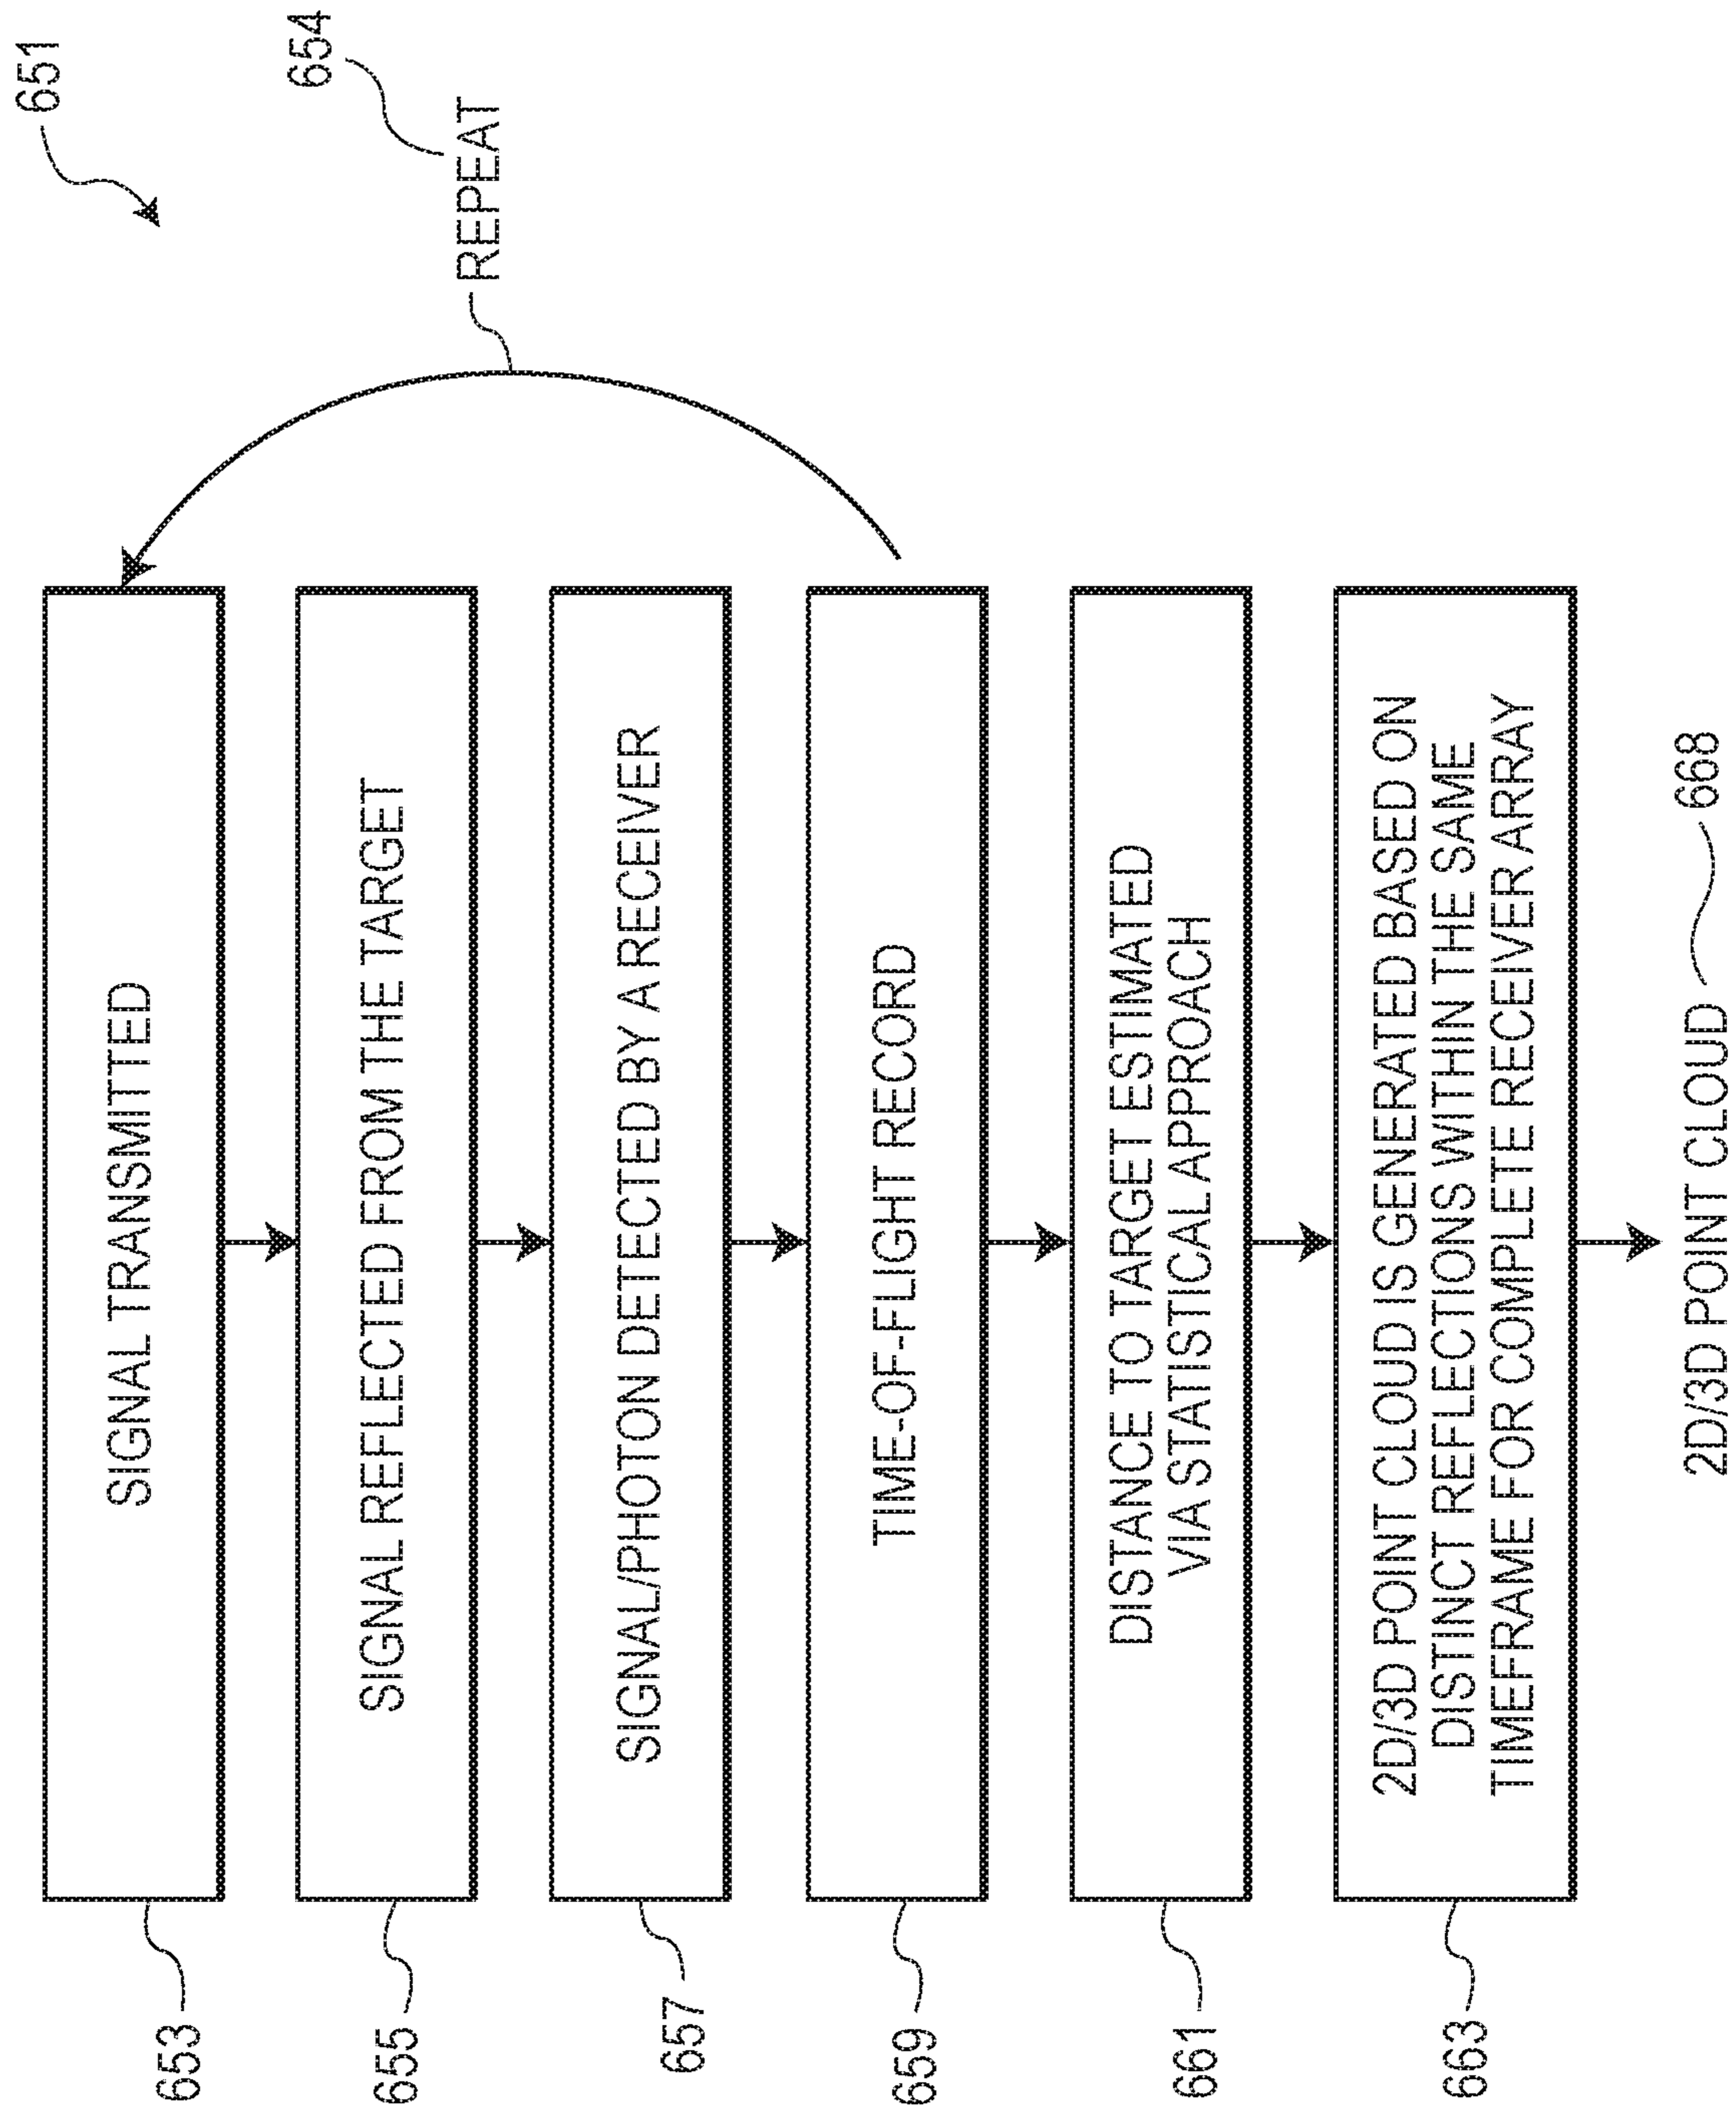 651
654
REPEAT
653
SIGNAL TRANSMITTED
655
SIGNAL REFLECTED FROM THE TARGET
657
SIGNAL/PHOTON DETECTED BY A RECEIVER
659
TIME-OF-FLIGHT RECORD
661
DISTANCE TO TARGET ESTIMATED
VIA STATISTICAL APPROACH
663
2D/3D POINT CLOUD IS GENERATED BASED ON
DISTINCT REFLECTIONS WITHIN THE SAME
TIMEFRAME FOR COMPLETE RECEIVER ARRAY
2D/3D POINT CLOUD
668